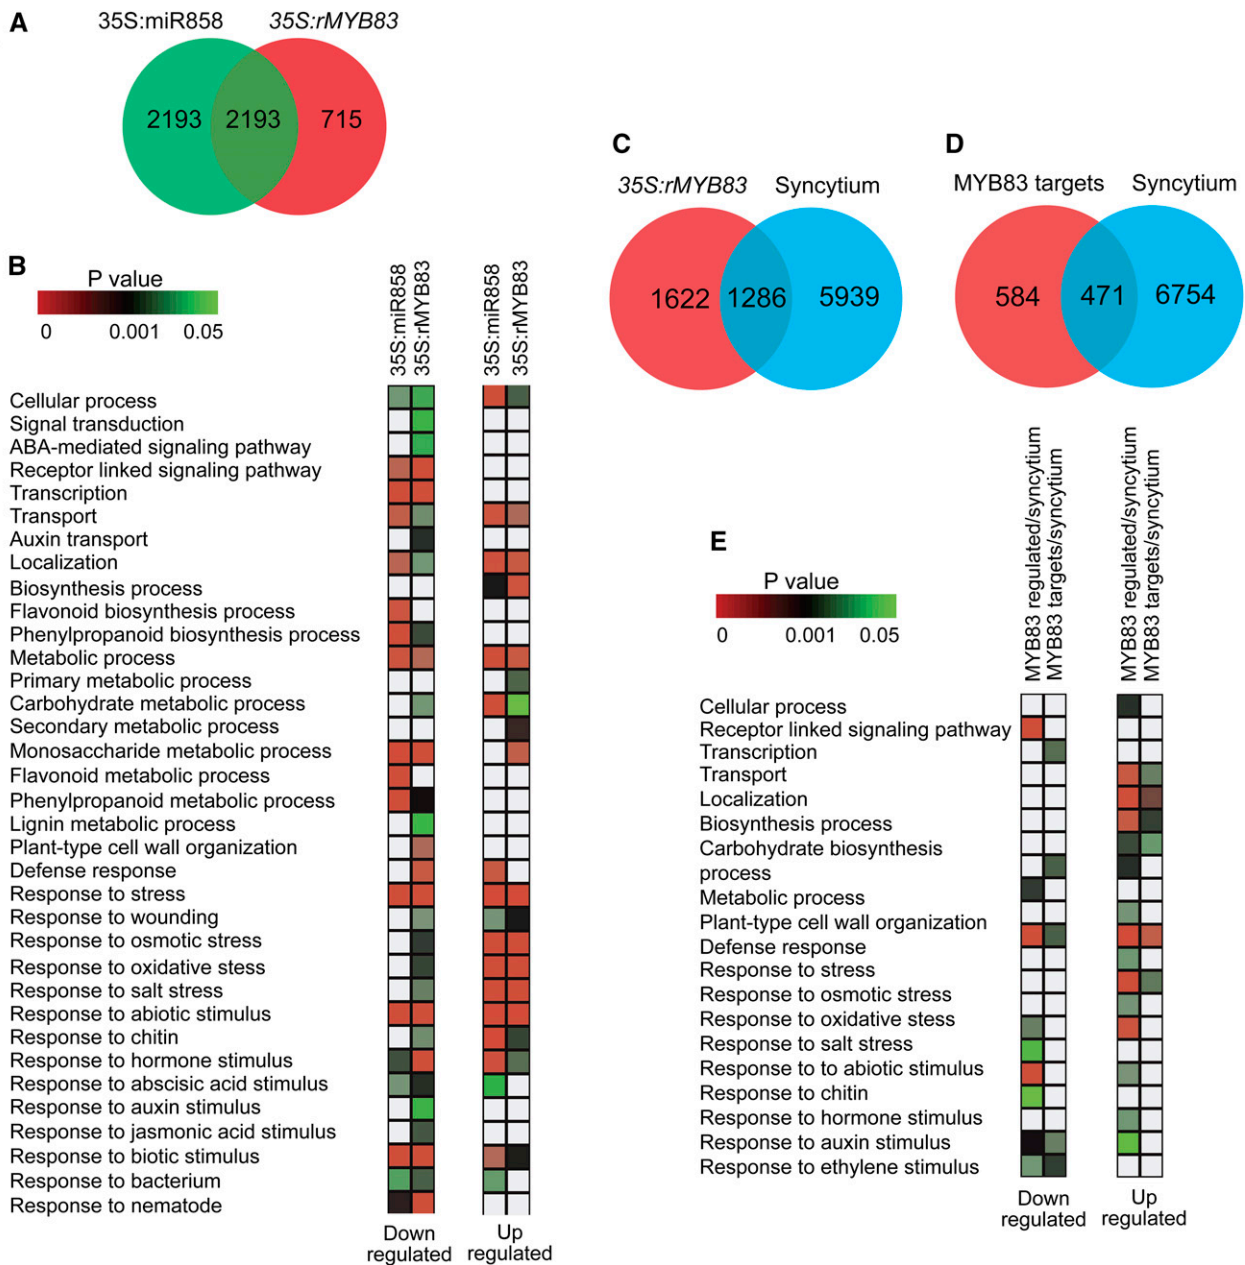 A
35S:miR858
35S:rMYB83
2193
2193
715
B
P value
0
0.001
0.05
35S:miR858
35S:rMYB83
35S:miR858
35S:rMYB83
Cellular process
Signal transduction
ABA-mediated signaling pathway
Receptor linked signaling pathway
Transcription
Transport
Auxin transport
Localization
Biosynthesis process
Flavonoid biosynthesis process
Phenylpropanoid biosynthesis process
Metabolic process
Primary metabolic process
Carbohydrate metabolic process
Secondary metabolic process
Monosaccharide metabolic process
Flavonoid metabolic process
Phenylpropanoid metabolic process
Lignin metabolic process
Plant-type cell wall organization
Defense response
Response to stress
Response to wounding
Response to osmotic stress
Response to oxidative stess
Response to salt stress
Response to abiotic stimulus
Response to chitin
Response to hormone stimulus
Response to abscisic acid stimulus
Response to auxin stimulus
Response to jasmonic acid stimulus
Response to biotic stimulus
Response to bacterium
Response to nematode
Down
regulated
Up
regulated
C
35S:rMYB83
Syncytium
1622
1286
5939
D
MYB83 targets
Syncytium
584
471
6754
E
P value
0
0.001
0.05
MYB83 regulated/syncytium
MYB83 targets/syncytium
MYB83 regulated/syncytium
MYB83 targets/syncytium
Cellular process
Receptor linked signaling pathway
Transcription
Transport
Localization
Biosynthesis process
Carbohydrate biosynthesis
process
Metabolic process
Plant-type cell wall organization
Defense response
Response to stress
Response to osmotic stress
Response to oxidative stess
Response to salt stress
Response to to abiotic stimulus
Response to chitin
Response to hormone stimulus
Response to auxin stimulus
Response to ethylene stimulus
Down
regulated
Up
regulated